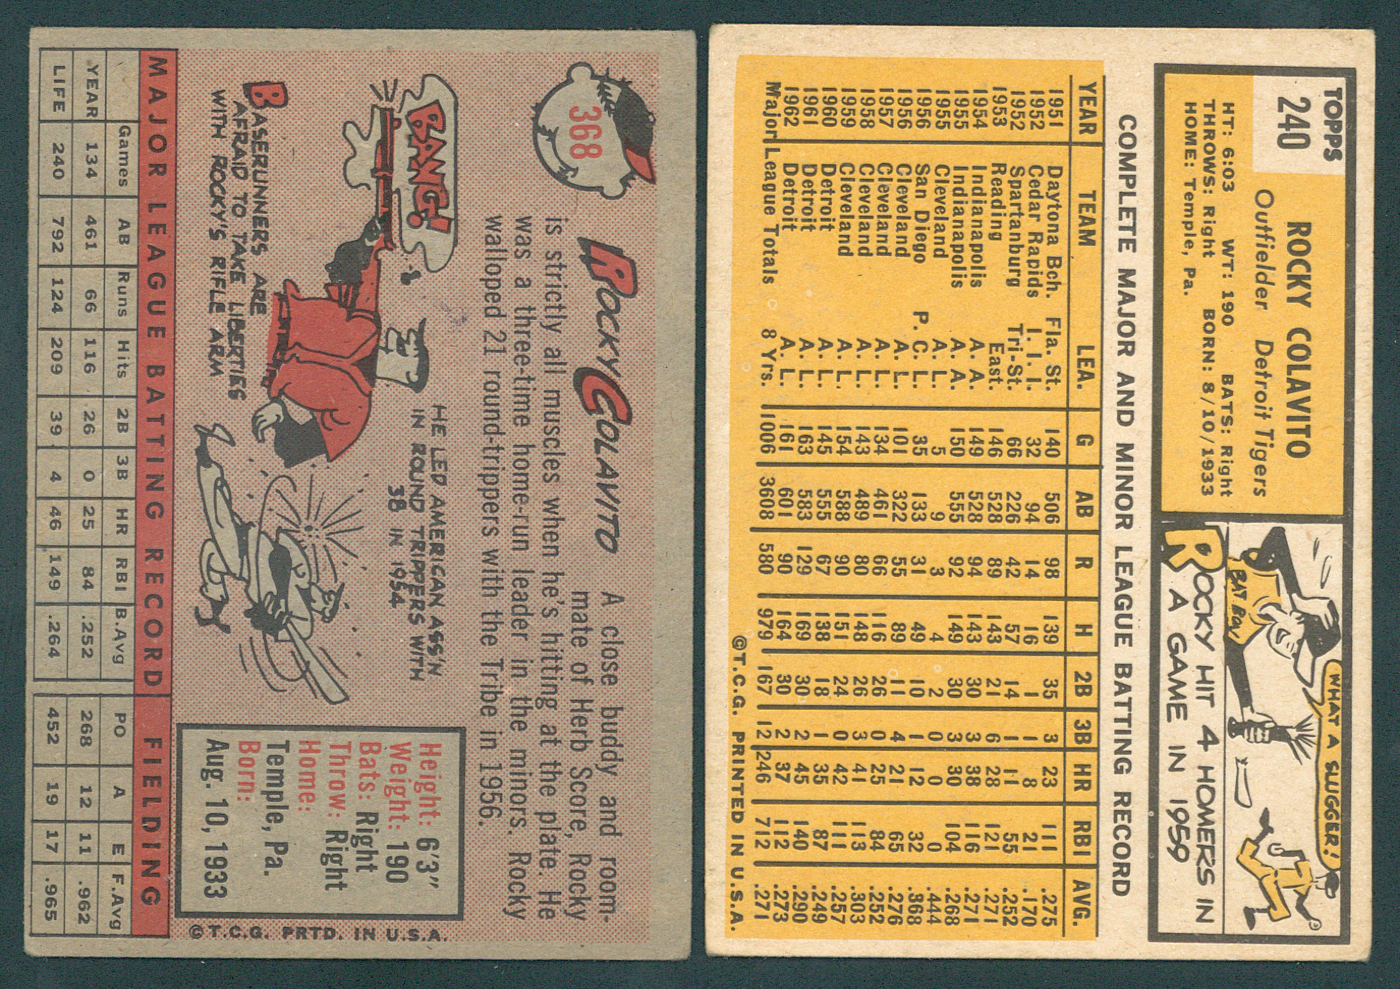 368
ROCKY COLAVITO
A close buddy and room-
mate of Herb Score, Rocky
is strictly all muscles when he's hitting at the plate. He
was a three-time home-run leader in the minors. Rocky
walloped 21 round-trippers with the Tribe in 1956.
BANG!
BASERUNNERS ARE
AFRAID TO TAKE LIBERTIES
WITH ROCKY'S RIFLE ARM
HE LED AMERICAN ASS'N
IN ROUND TRIPPERS WITH
38 IN 1954
Height: 6'3"
Weight: 190
Bats: Right
Throw: Right
Home:
Temple, Pa.
Born:
Aug. 10, 1933
©T.C.G. PRTD. IN U.S.A.
MAJOR LEAGUE BATTING RECORD FIELDING
Games AB Runs Hits 2B 3B HR RBI B.Avg PO A E F.Avg
YEAR 134 461 66 116 26 0 25 84 .252 268 12 11 .962
LIFE 240 792 124 209 39 4 46 149 .264 452 19 17 .965
TOPPS
240
ROCKY COLAVITO
Outfielder Detroit Tigers
HT: 6:03 WT: 190 BATS: Right
THROWS: Right BORN: 8/10/1933
HOME: Temple, Pa.
WHAT A SLUGGER!
BAT BOY
ROCKY HIT 4 HOMERS IN
A GAME IN 1959
COMPLETE MAJOR AND MINOR LEAGUE BATTING RECORD
YEAR TEAM LEA. G AB R H 2B 3B HR RBI AVG.
1951 Daytona Bch. Fla. St. 140 506 98 139 35 3 23 111 .275
1952 Cedar Rapids I. I. I. 32 94 14 16 1 1 8 21 .170
1952 Spartanburg Tri-St. 66 226 42 57 14 1 11 55 .252
1953 Reading East. 146 528 89 143 21 6 28 121 .271
1954 Indianapolis A. A. 149 528 94 143 30 3 38 116 .271
1955 Indianapolis A. A. 150 555 92 149 30 3 30 104 .268
1955 Cleveland A. L. 5 9 3 4 2 0 0 0 .444
1956 San Diego P. C. L. 35 133 31 49 10 1 12 32 .368
1956 Cleveland A. L. 101 322 55 89 11 4 21 65 .276
1957 Cleveland A. L. 134 461 66 116 26 0 25 84 .252
1958 Cleveland A. L. 143 489 80 148 26 3 41 113 .303
1959 Cleveland A. L. 154 588 90 151 24 0 42 111 .257
1960 Detroit A. L. 145 555 67 138 18 1 35 87 .249
1961 Detroit A. L. 163 583 129 169 30 2 45 140 .290
1962 Detroit A. L. 161 601 90 164 30 2 37 112 .273
Major League Totals 8 Yrs. 1006 3608 580 979 167 12 246 712 .271
©T.C.G. PRINTED IN U.S.A.